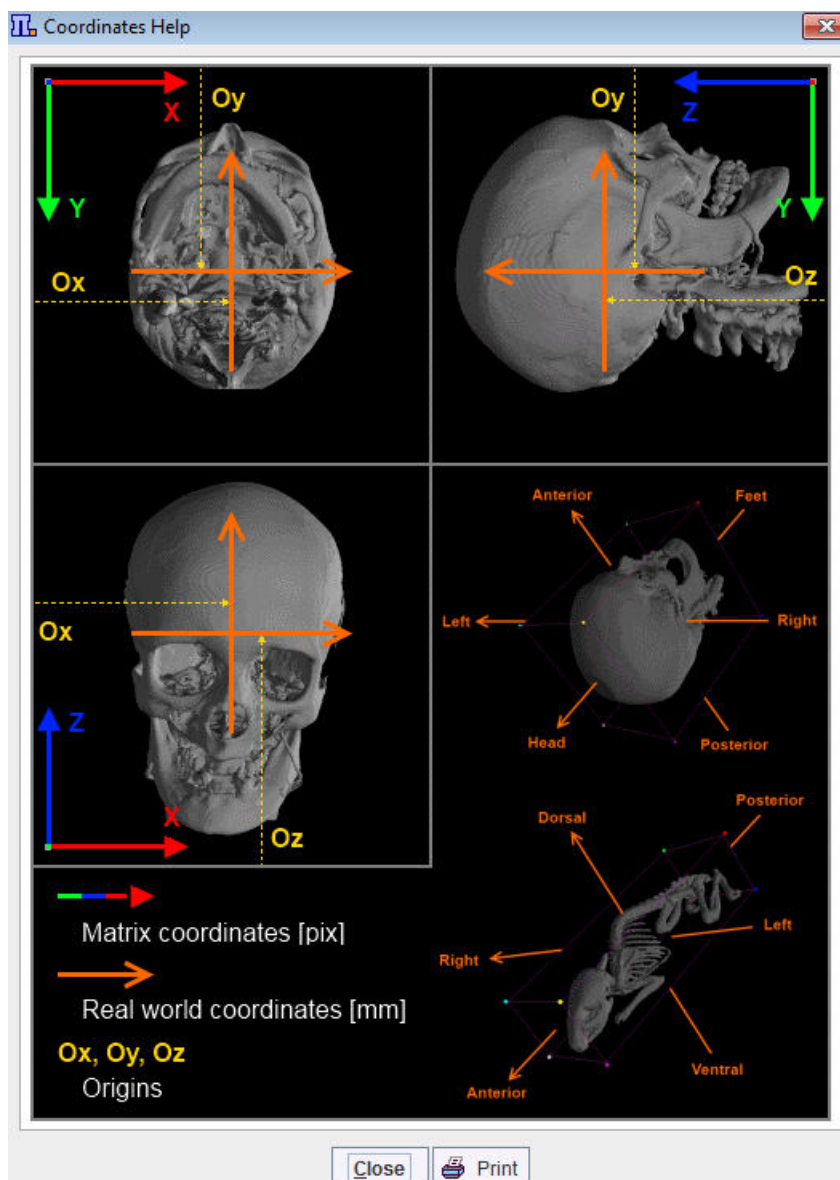 Coordinates Help
Oy
X
Y
Ox
Oy
Z
Y
Oz
Ox
Z
X
Oz
Anterior
Feet
Left
Right
Head
Posterior
Posterior
Dorsal
Left
Right
Ventral
Anterior
Matrix coordinates [pix]
Real world coordinates [mm]
Ox, Oy, Oz
Origins
Close
Print